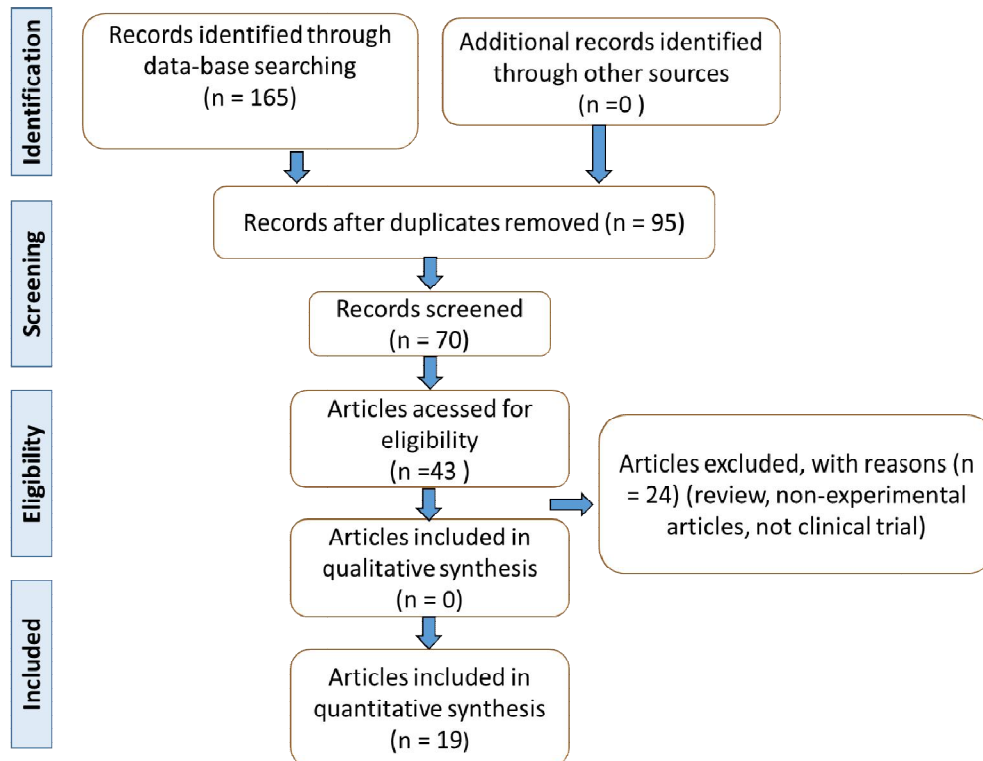 Identification
Records identified through
data-base searching
(n = 165)
Additional records identified
through other sources
(n =0 )
Screening
Records after duplicates removed (n = 95)
Records screened
(n = 70)
Eligibility
Articles acessed for
eligibility
(n =43 )
Articles excluded, with reasons (n
= 24) (review, non-experimental
articles, not clinical trial)
Articles included in
qualitative synthesis
(n = 0)
Included
Articles included in
quantitative synthesis
(n = 19)